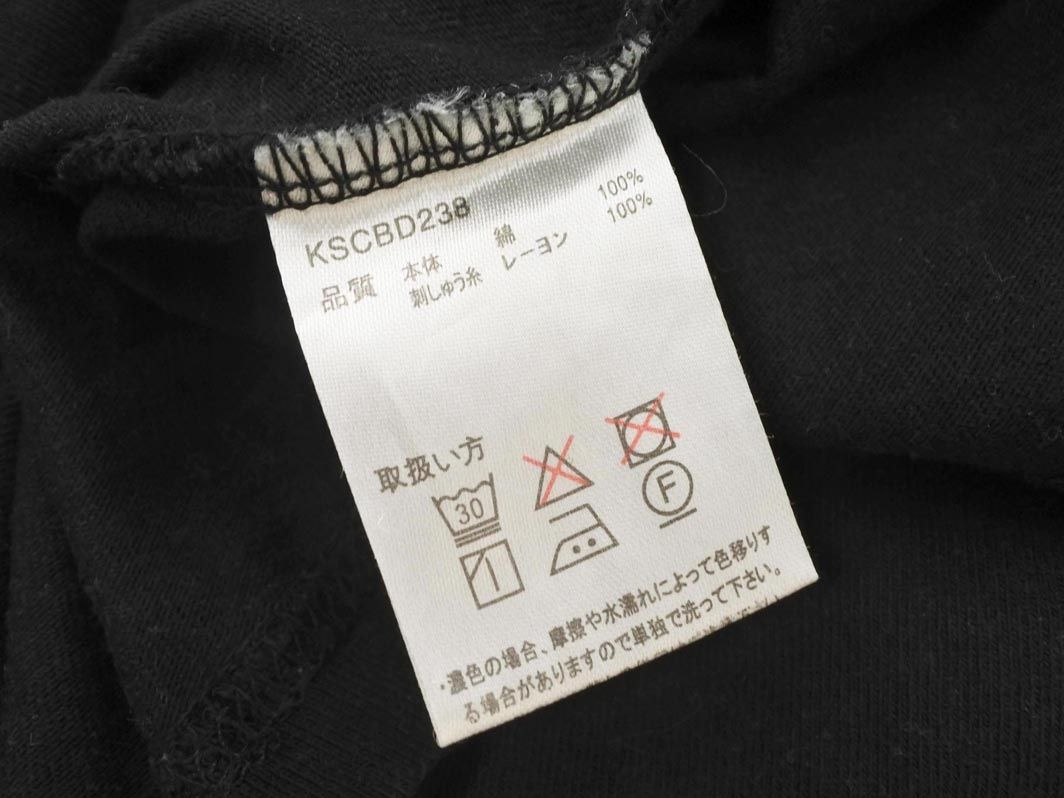 KSCBD238
品質 本体 綿 100%
刺しゅう糸 レーヨン 100%
取扱い方
30
F
・濃色の場合、摩擦や水濡れによって色移りす
る場合がありますので単独で洗って下さい。